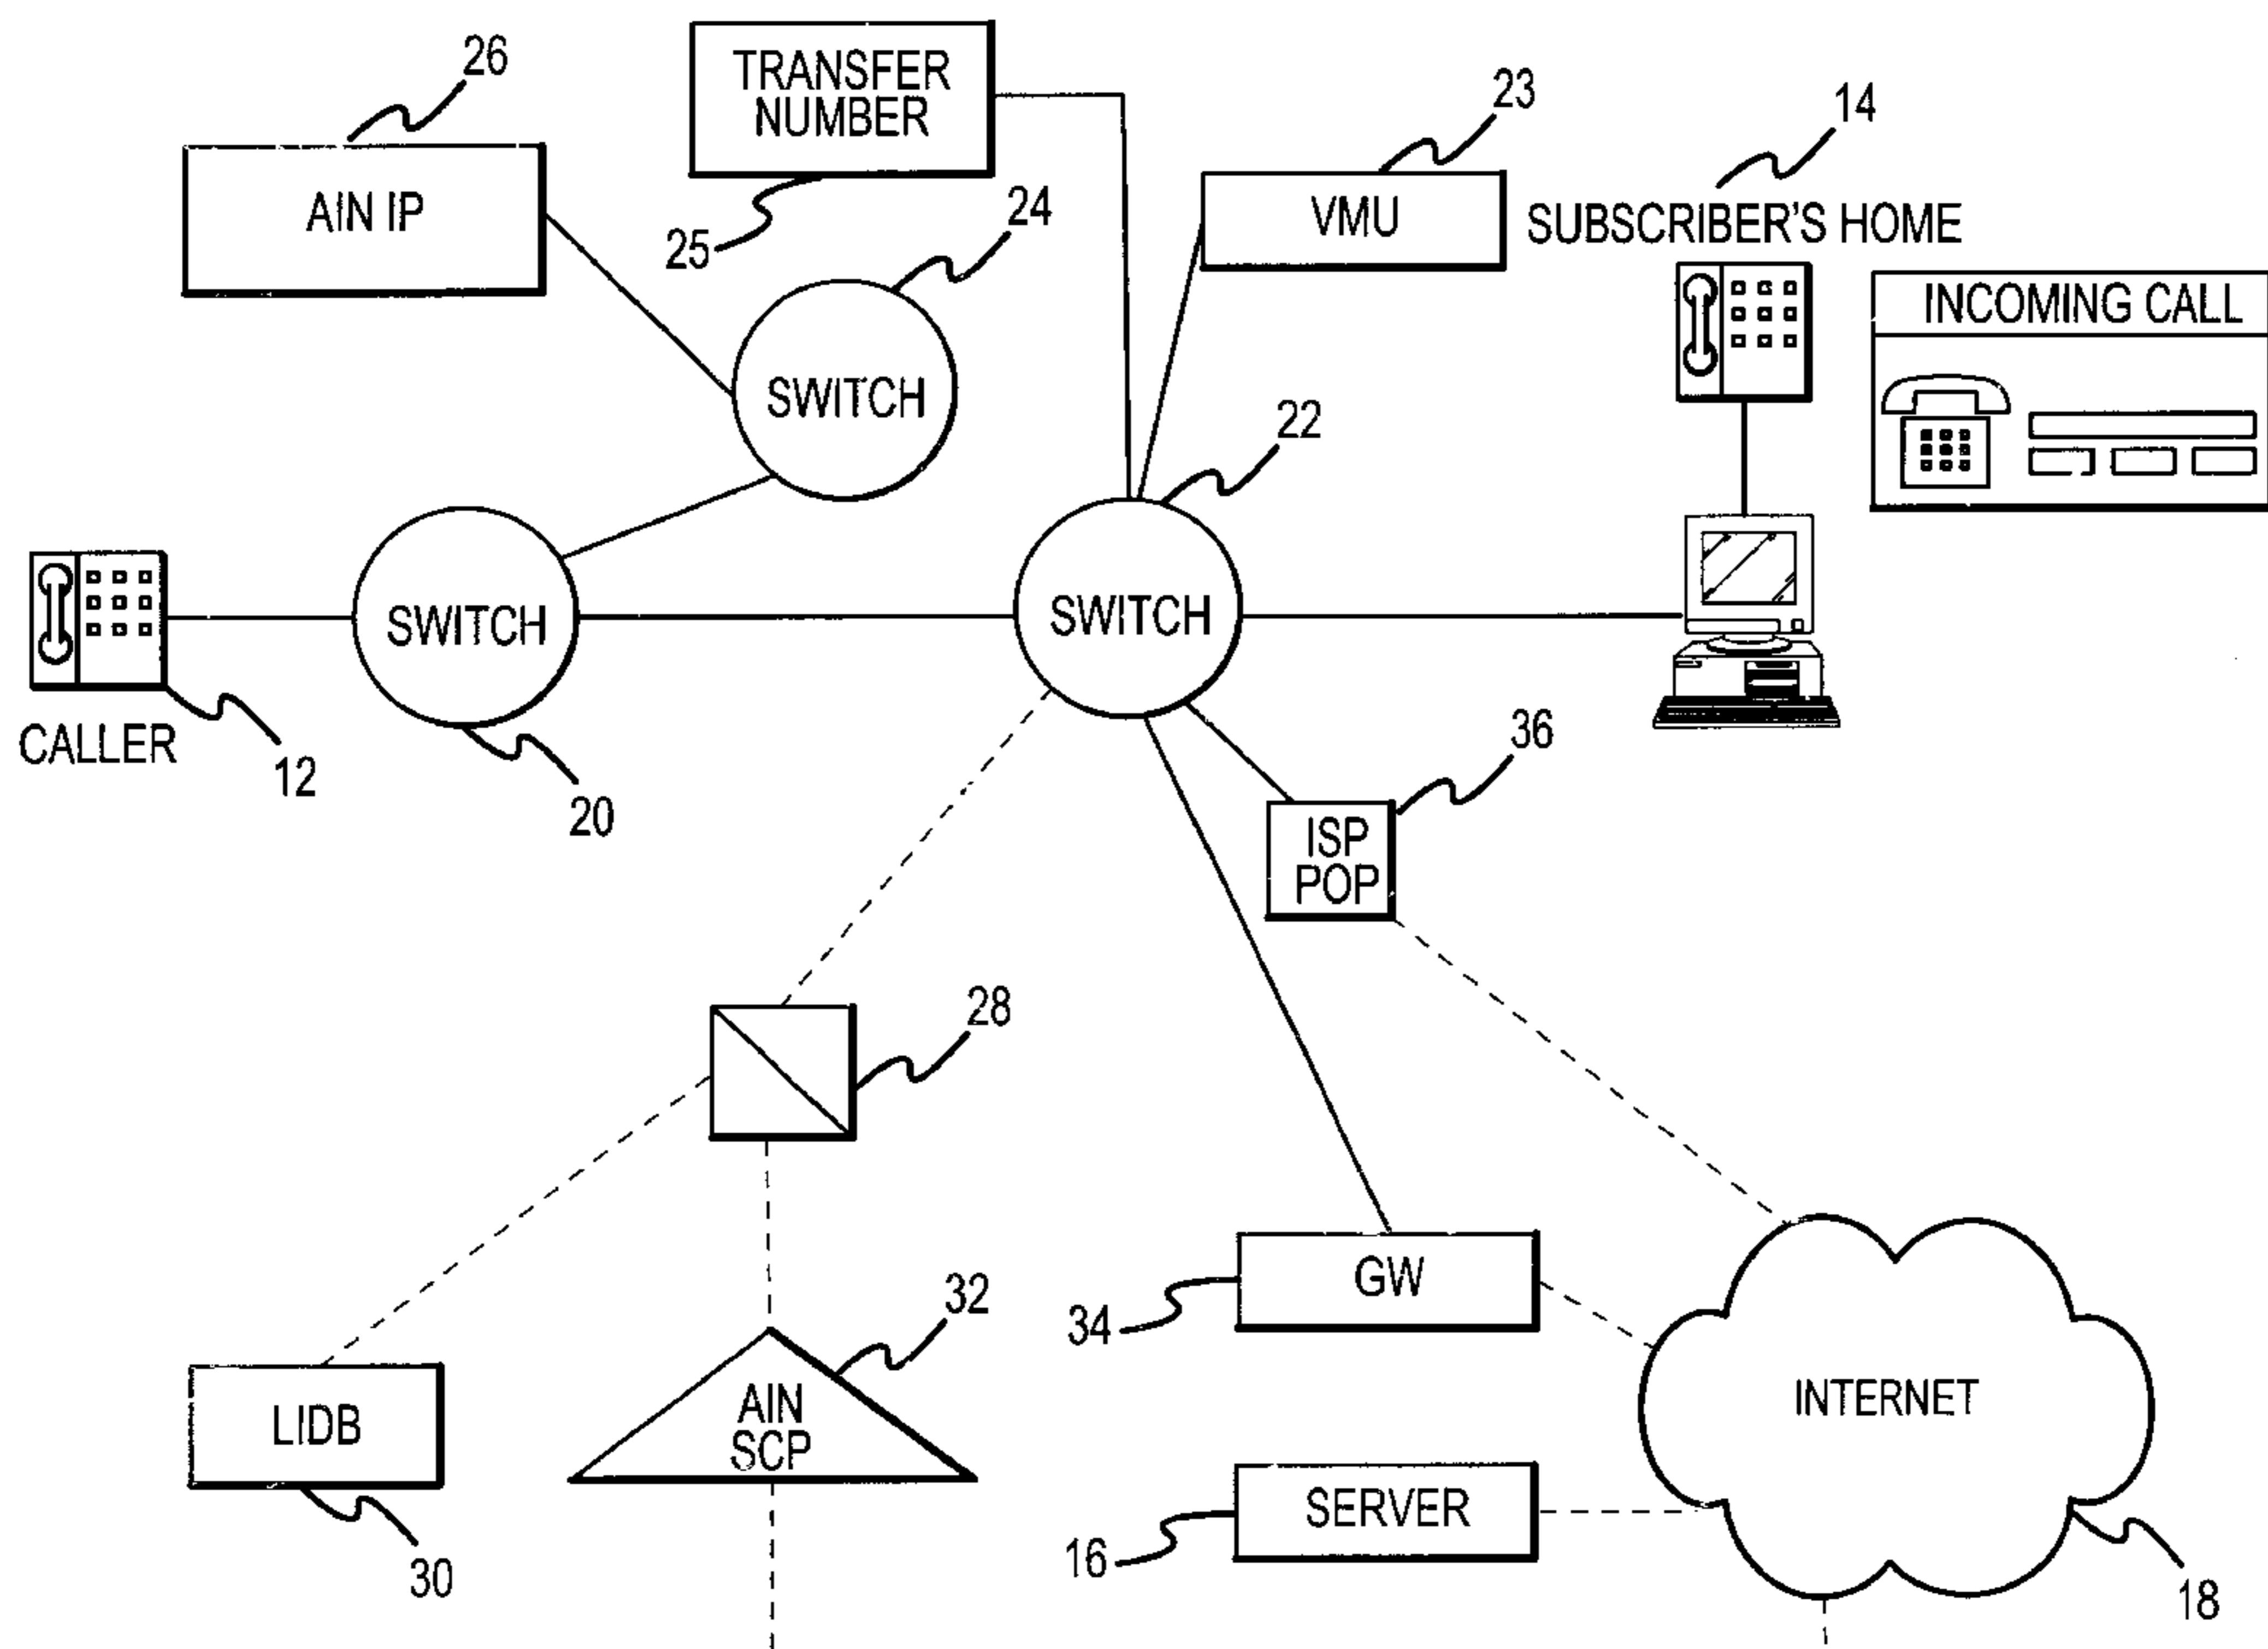 26
TRANSFER
NUMBER
23
14
AIN IP
25
24
VMU
SUBSCRIBER'S HOME
INCOMING CALL
SWITCH
22
SWITCH
SWITCH
CALLER
12
20
36
ISP
POP
28
32
34
GW
LIDB
AIN
SCP
INTERNET
SERVER
30
16
18